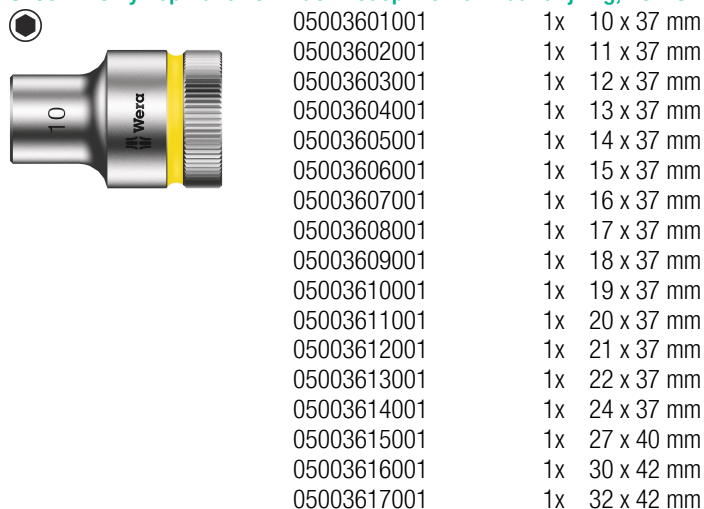 05003601001 1x 10 x 37 mm
05003602001 1x 11 x 37 mm
05003603001 1x 12 x 37 mm
05003604001 1x 13 x 37 mm
05003605001 1x 14 x 37 mm
05003606001 1x 15 x 37 mm
05003607001 1x 16 x 37 mm
05003608001 1x 17 x 37 mm
05003609001 1x 18 x 37 mm
05003610001 1x 19 x 37 mm
05003611001 1x 20 x 37 mm
05003612001 1x 21 x 37 mm
05003613001 1x 22 x 37 mm
05003614001 1x 24 x 37 mm
05003615001 1x 27 x 40 mm
05003616001 1x 30 x 42 mm
05003617001 1x 32 x 42 mm
10
Wera